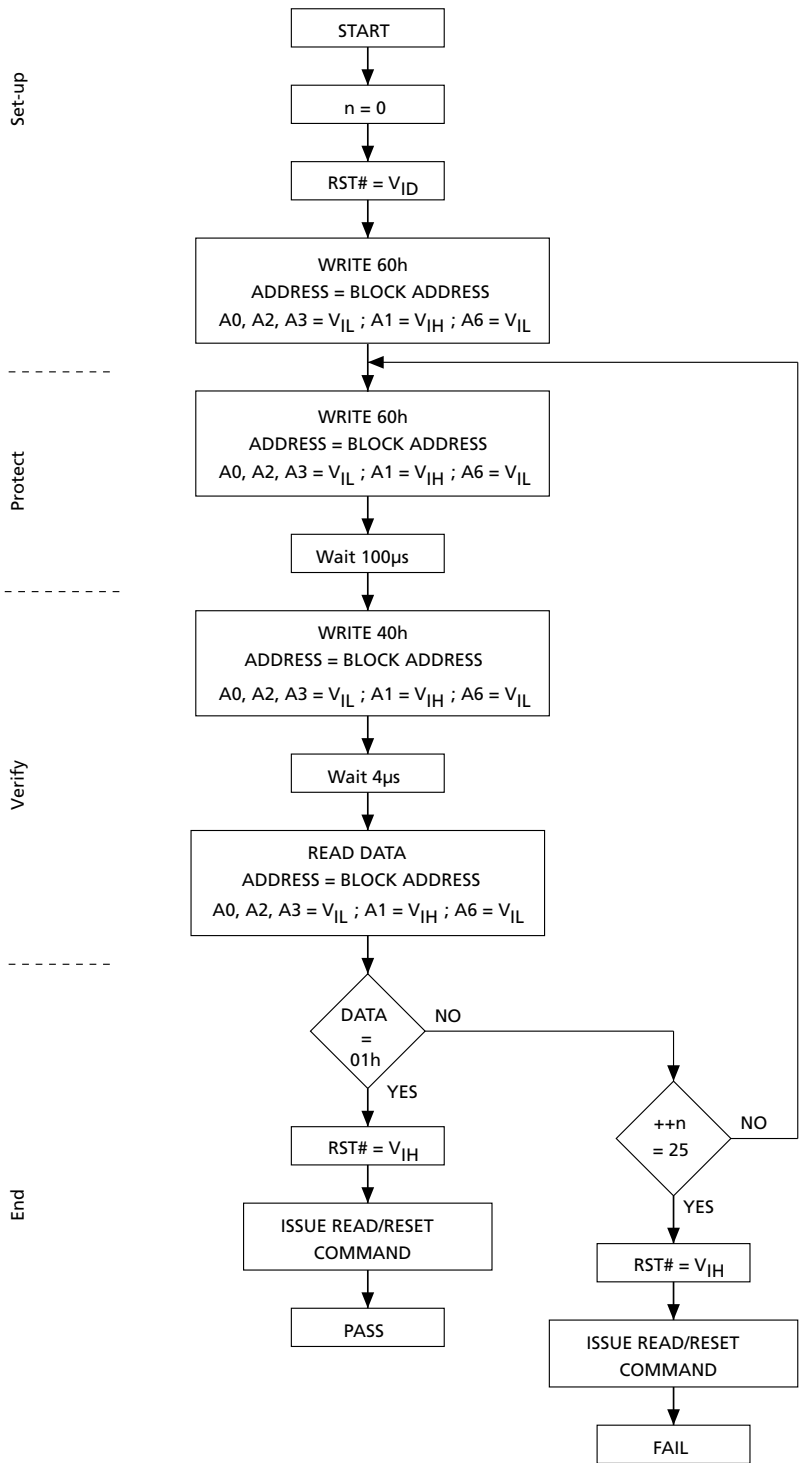 Set-up
START
n = 0
RST# = VID
WRITE 60h
ADDRESS = BLOCK ADDRESS
A0, A2, A3 = VIL ; A1 = VIH ; A6 = VIL
Protect
WRITE 60h
ADDRESS = BLOCK ADDRESS
A0, A2, A3 = VIL ; A1 = VIH ; A6 = VIL
Wait 100µs
Verify
WRITE 40h
ADDRESS = BLOCK ADDRESS
A0, A2, A3 = VIL ; A1 = VIH ; A6 = VIL
Wait 4µs
READ DATA
ADDRESS = BLOCK ADDRESS
A0, A2, A3 = VIL ; A1 = VIH ; A6 = VIL
End
DATA
=
01h
NO
YES
RST# = VIH
ISSUE READ/RESET
COMMAND
PASS
++n
= 25
NO
YES
RST# = VIH
ISSUE READ/RESET
COMMAND
FAIL